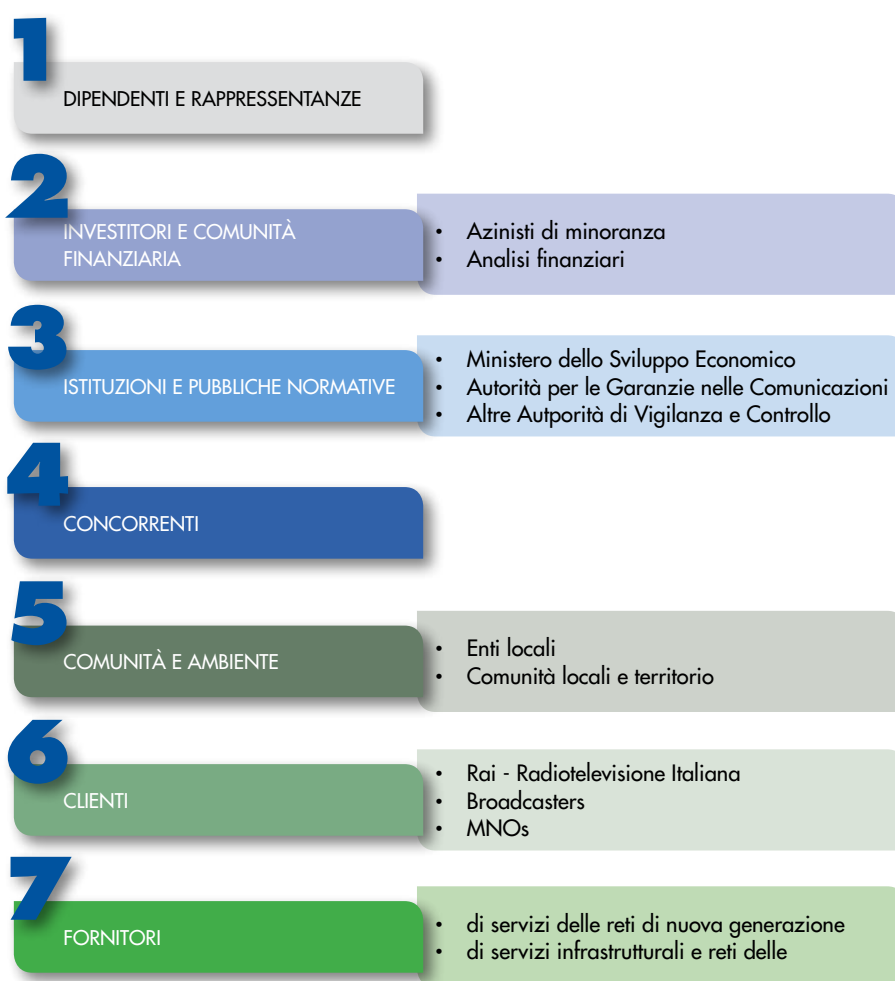 1
DIPENDENTI E RAPPRESSENTANZE
2
INVESTITORI E COMUNITÀ
FINANZIARIA
• Azinisti di minoranza
• Analisi finanziari
3
ISTITUZIONI E PUBBLICHE NORMATIVE
• Ministero dello Sviluppo Economico
• Autorità per le Garanzie nelle Comunicazioni
• Altre Autporità di Vigilanza e Controllo
4
CONCORRENTI
5
COMUNITÀ E AMBIENTE
• Enti locali
• Comunità locali e territorio
6
CLIENTI
• Rai - Radiotelevisione Italiana
• Broadcasters
• MNOs
7
FORNITORI
• di servizi delle reti di nuova generazione
• di servizi infrastrutturali e reti delle